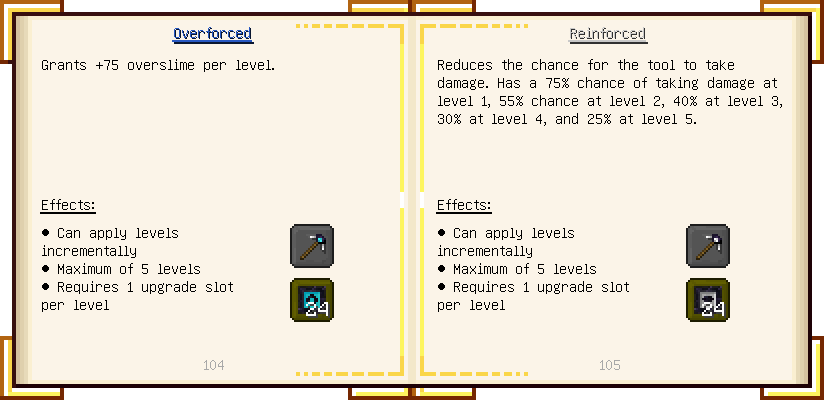 Overforced
Grants +75 overslime per level.
Effects:
• Can apply levels
incrementally
• Maximum of 5 levels
• Requires 1 upgrade slot
per level
24
104
Reinforced
Reduces the chance for the tool to take
damage. Has a 75% chance of taking damage at
level 1, 55% chance at level 2, 40% at level 3,
30% at level 4, and 25% at level 5.
Effects:
• Can apply levels
incrementally
• Maximum of 5 levels
• Requires 1 upgrade slot
per level
24
105